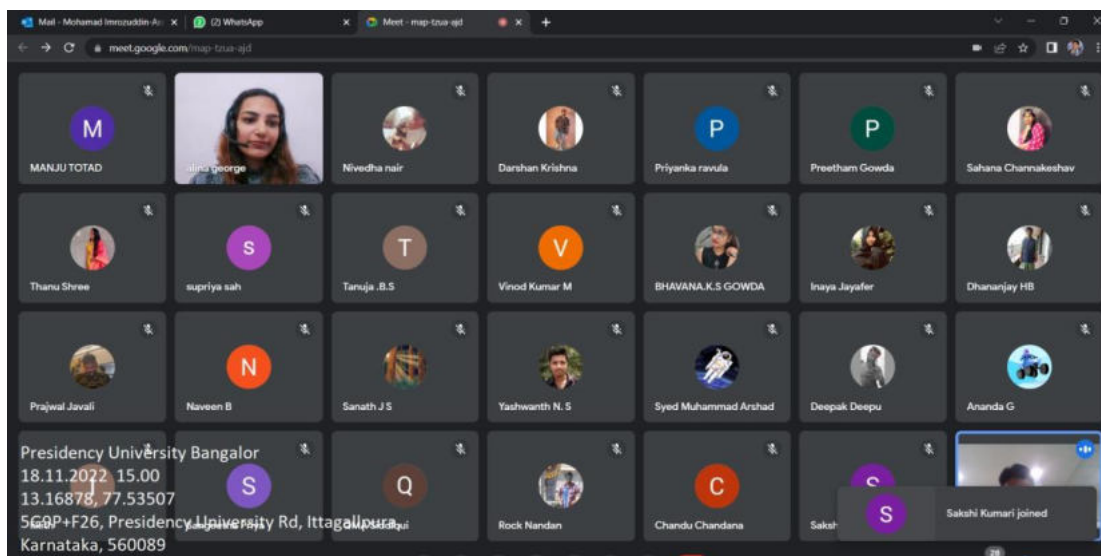 Mail - Mohamad Imrozuddin-As
(2) WhatsApp
Meet - map-tzua-ajd
meet.google.com/map-tzua-ajd
M
P
P
MANJU TOTAD
alina george
Nivedha nair
Darshan Krishna
Priyanka ravula
Preetham Gowda
Sahana Channakeshav
s
T
V
Thanu Shree
supriya sah
Tanuja .B.S
Vinod Kumar M
BHAVANA.K.S GOWDA
Inaya Jayafer
Dhananjay HB
N
Prajwal Javali
Naveen B
Sanath J S
Yashwanth N. S
Syed Muhammad Arshad
Deepak Deepu
Ananda G
J
S
Q
C
S
S
Rock Nandan
Chandu Chandana
Saksh
Sakshi Kumari joined
Presidency University Bangalor
18.11.2022 15.00
13.16878, 77.53507
5G9P+F26, Presidency University Rd, Ittagallpura,
Karnataka, 560089